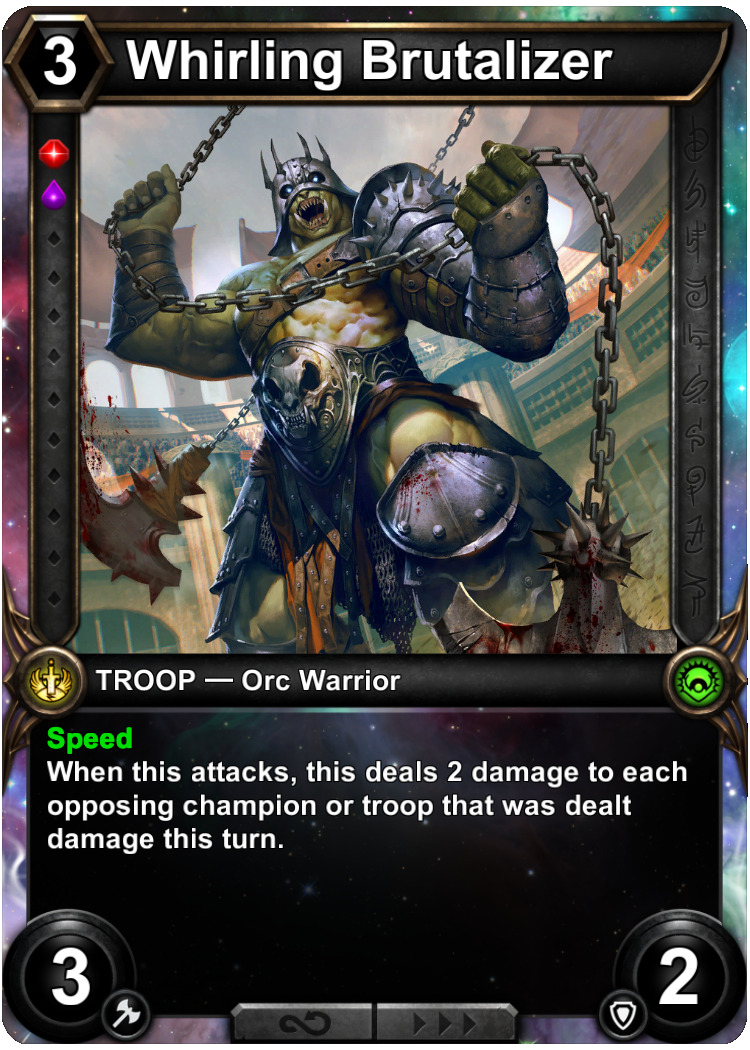 3 Whirling Brutalizer
TROOP — Orc Warrior
Speed
When this attacks, this deals 2 damage to each
opposing champion or troop that was dealt
damage this turn.
3 2